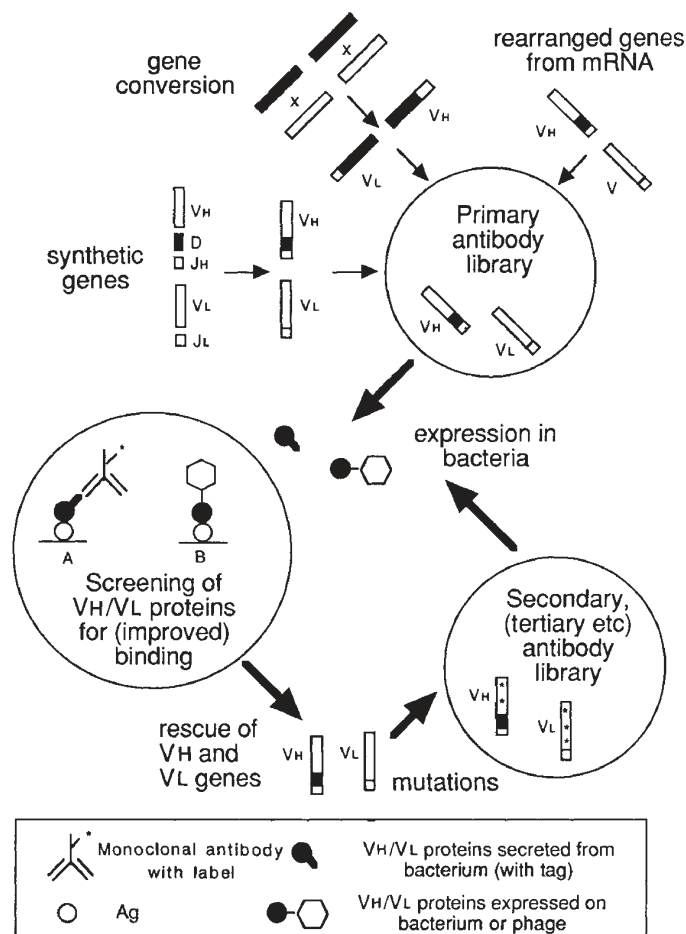 gene
conversion
x
x
VH
VL
rearranged genes
from mRNA
VH
V
synthetic
genes
VH
D
JH
VL
JL
VH
VL
Primary
antibody
library
VH
VL
expression in
bacteria
*
A
B
Screening of
VH/VL proteins
for (improved)
binding
Secondary,
(tertiary etc)
antibody
library
VH
*
*
VL
*
*
*
rescue of
VH and
VL genes
VH
VL
mutations
*
Monoclonal antibody
with label
VH/VL proteins secreted from
bacterium (with tag)
Ag
VH/VL proteins expressed on
bacterium or phage